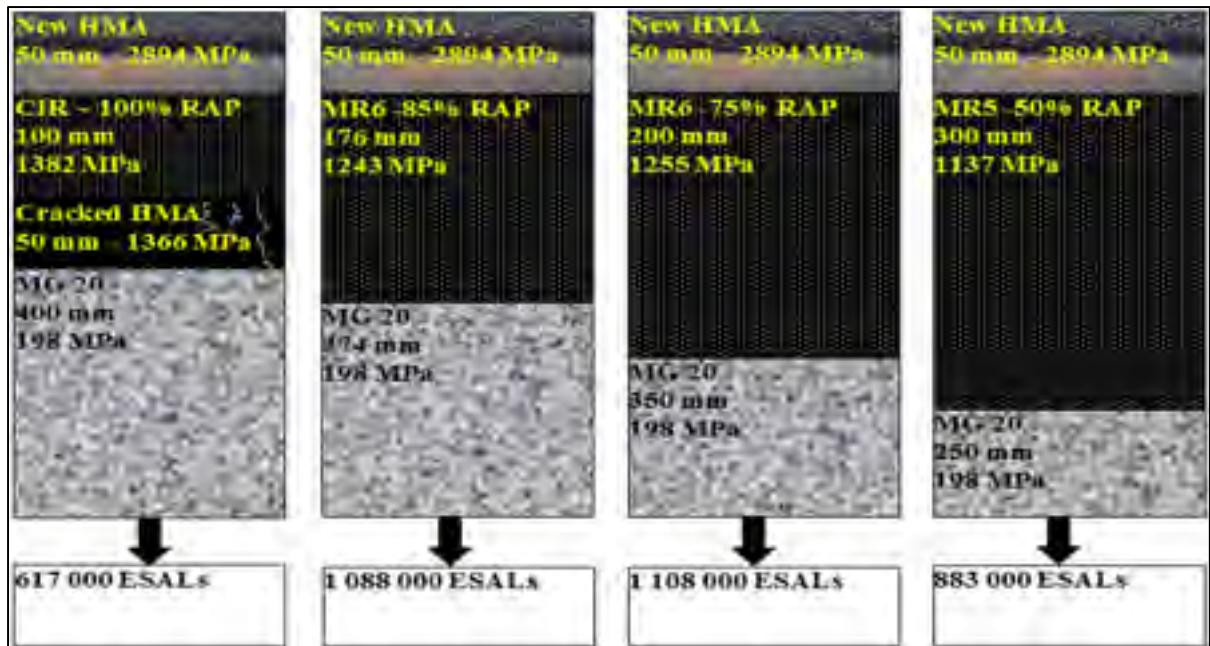 New HMA
50 mm - 2894 MPa
CIR - 100% RAP
100 mm
1382 MPa
Cracked HMA
50 mm - 1366 MPa
MG 20
400 mm
198 MPa
617 000 ESALs
New HMA
50 mm - 2894 MPa
MR6 -85% RAP
176 mm
1243 MPa
MG 20
374 mm
198 MPa
1 088 000 ESALs
New HMA
50 mm - 2894 MPa
MR6 -75% RAP
200 mm
1255 MPa
MG 20
350 mm
198 MPa
1 108 000 ESALs
New HMA
50 mm - 2894 MPa
MR5 -50% RAP
300 mm
1137 MPa
MG 20
250 mm
198 MPa
883 000 ESALs